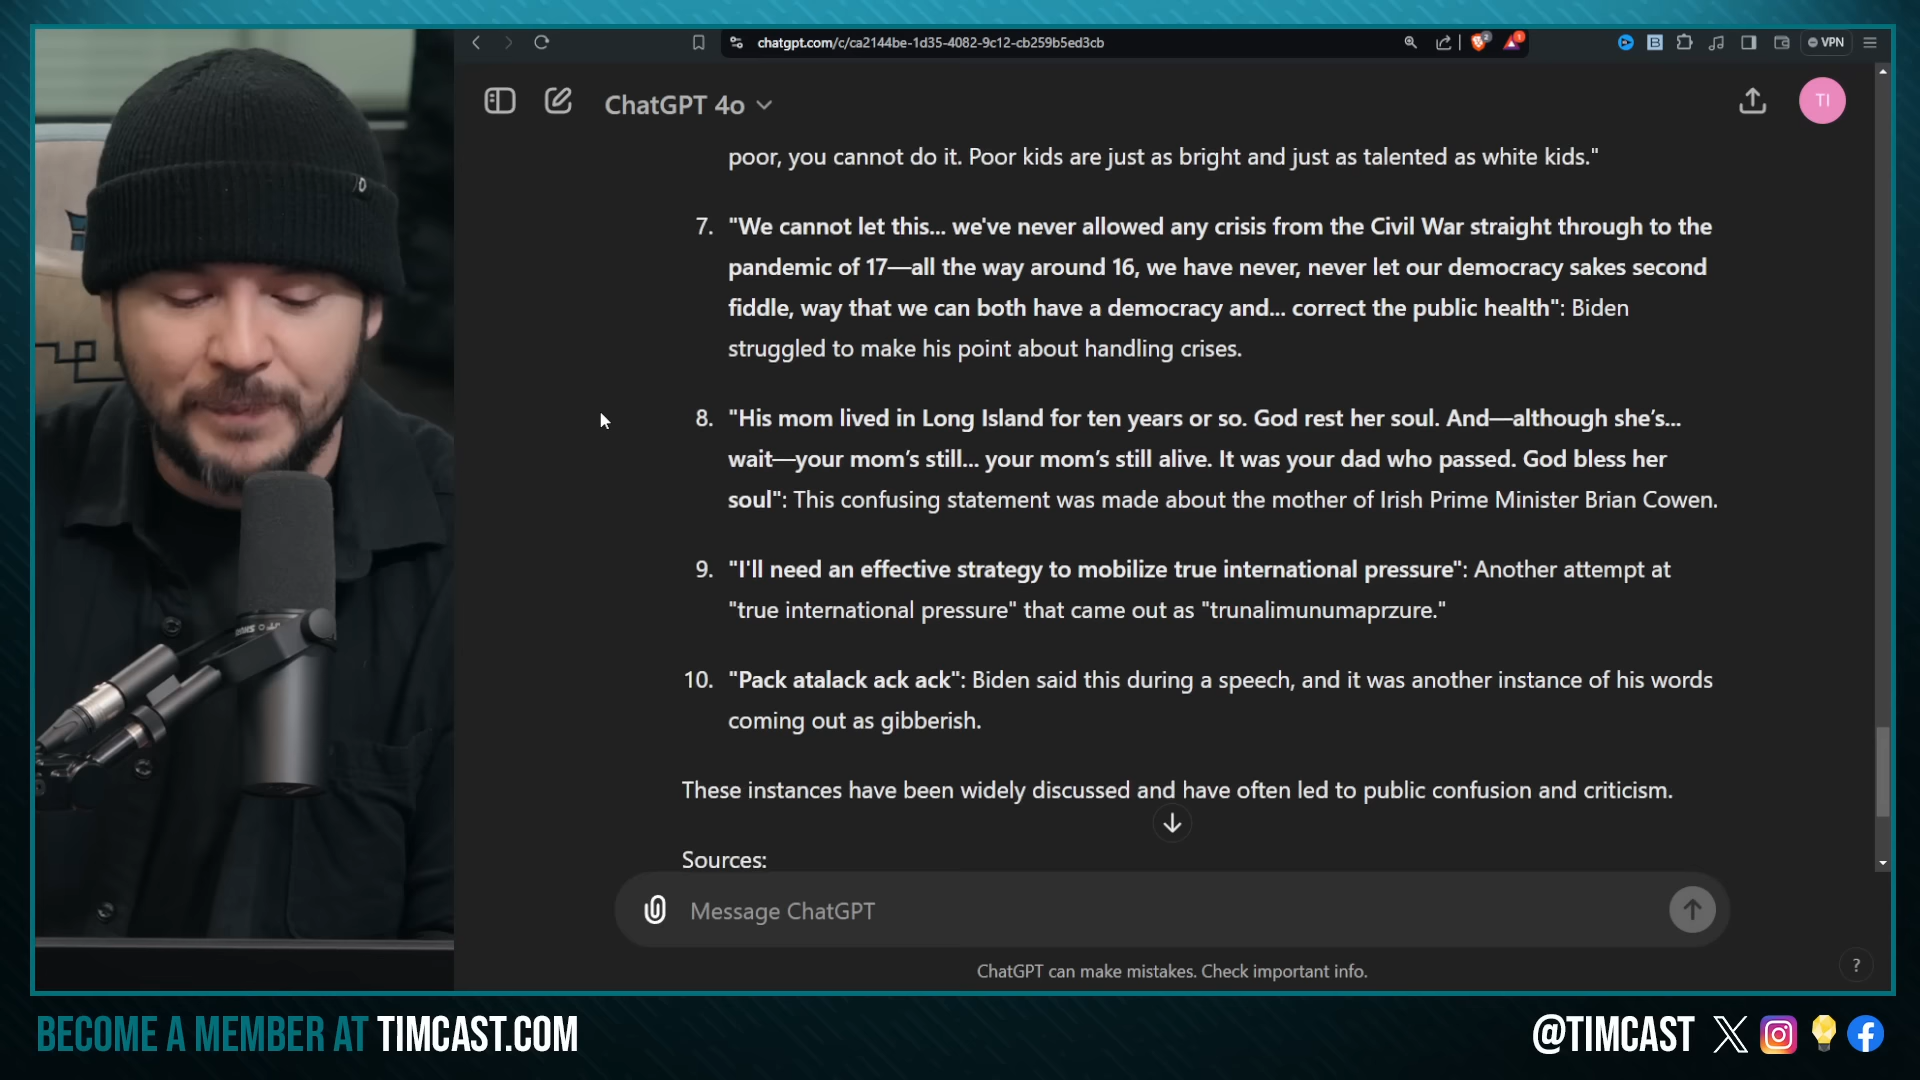 chatgpt.com/c/ca2144be-1d35-4082-9c12-cb259b5ed3cb
2
1
VPN
ChatGPT 4o
TI
poor, you cannot do it. Poor kids are just as bright and just as talented as white kids."
7. "We cannot let this... we've never allowed any crisis from the Civil War straight through to the
pandemic of 17—all the way around 16, we have never, never let our democracy sakes second
fiddle, way that we can both have a democracy and... correct the public health": Biden
struggled to make his point about handling crises.
8. "His mom lived in Long Island for ten years or so. God rest her soul. And—although she’s...
wait—your mom’s still... your mom’s still alive. It was your dad who passed. God bless her
soul": This confusing statement was made about the mother of Irish Prime Minister Brian Cowen.
9. "I'll need an effective strategy to mobilize true international pressure": Another attempt at
"true international pressure" that came out as "trunalimunumaprzure."
10. "Pack atalack ack ack": Biden said this during a speech, and it was another instance of his words
coming out as gibberish.
These instances have been widely discussed and have often led to public confusion and criticism.
Sources:
Message ChatGPT
ChatGPT can make mistakes. Check important info.
?
BECOME A MEMBER AT TIMCAST.COM
@TIMCAST